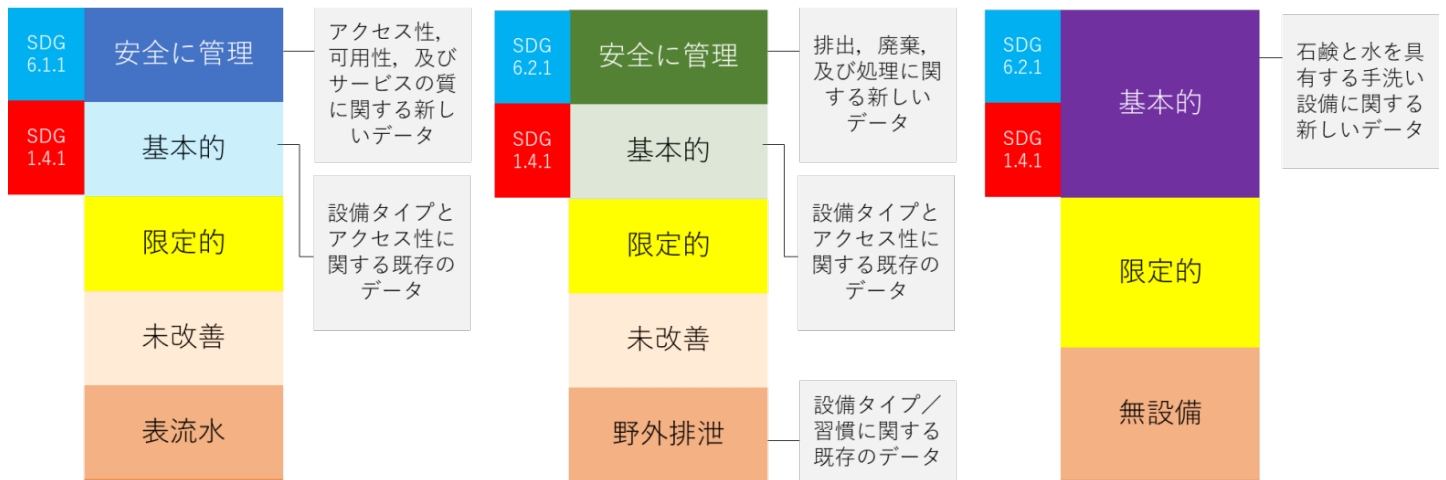 SDG
6.1.1
安全に管理
アクセス性,
可用性, 及び
サービスの質
に関する新し
いデータ
SDG
1.4.1
基本的
設備タイプと
アクセス性に
関する既存の
データ
限定的
未改善
表流水
SDG
6.2.1
安全に管理
排出, 廃棄,
及び処理に関
する新しい
データ
SDG
1.4.1
基本的
設備タイプと
アクセス性に
関する既存の
データ
限定的
未改善
野外排泄
設備タイプ／
習慣に関する
既存のデータ
SDG
6.2.1
SDG
1.4.1
基本的
石鹸と水を具
有する手洗い
設備に関する
新しいデータ
限定的
無設備